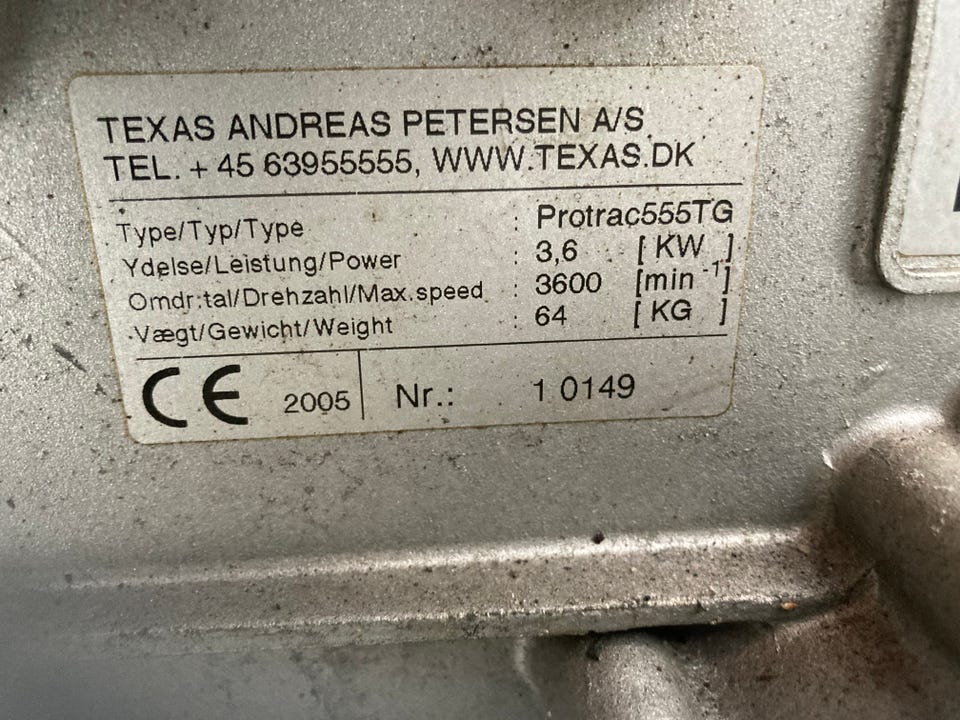 TEXAS ANDREAS PETERSEN A/S
TEL. + 45 63955555, WWW.TEXAS.DK
Type/Typ/Type : Protrac555TG
Ydelse/Leistung/Power : 3,6 [ KW ]
Omdr:tal/Drehzahl/Max.speed : 3600 [min⁻¹]
Vægt/Gewicht/Weight : 64 [ KG ]
CE 2005 Nr.: 1 0149